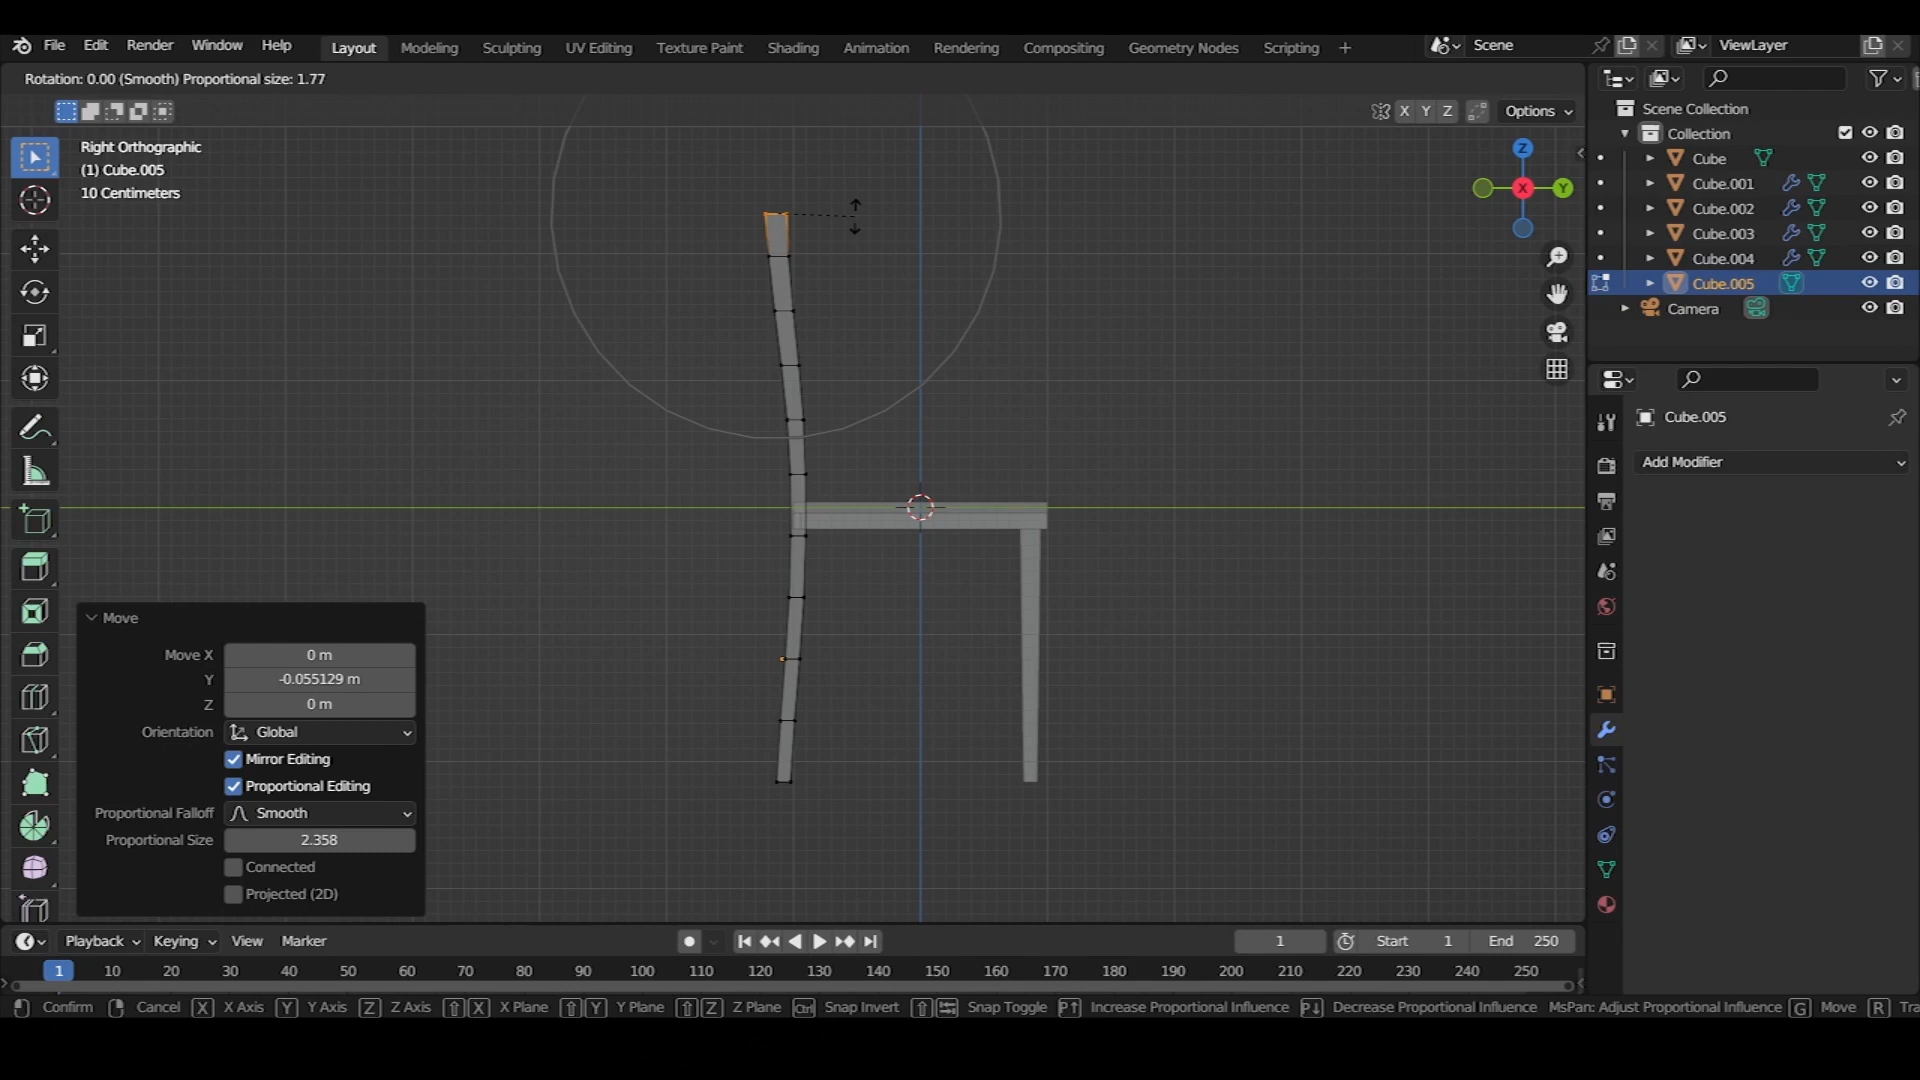 File Edit Render Window Help Layout Modeling Sculpting UV Editing Texture Paint Shading Animation Rendering Compositing Geometry Nodes Scripting + Scene ViewLayer
Rotation: 0.00 (Smooth) Proportional size: 1.77
X Y Z Options
Right Orthographic
(1) Cube.005
10 Centimeters
Z
X
Y
Scene Collection
Collection
Cube
Cube.001
Cube.002
Cube.003
Cube.004
Cube.005
Camera
Cube.005
Add Modifier
Move
Move X 0 m
Y -0.055129 m
Z 0 m
Orientation Global
Mirror Editing
Proportional Editing
Proportional Falloff Smooth
Proportional Size 2.358
Connected
Projected (2D)
Playback Keying View Marker 1 Start 1 End 250
1 10 20 30 40 50 60 70 80 90 100 110 120 130 140 150 160 170 180 190 200 210 220 230 240 250
Confirm Cancel X X Axis Y Y Axis Z Z Axis X X Plane Y Y Plane Z Z Plane Ctrl Snap Invert Snap Toggle P↑ Increase Proportional Influence P↓ Decrease Proportional Influence MsPan: Adjust Proportional Influence G Move R Tra